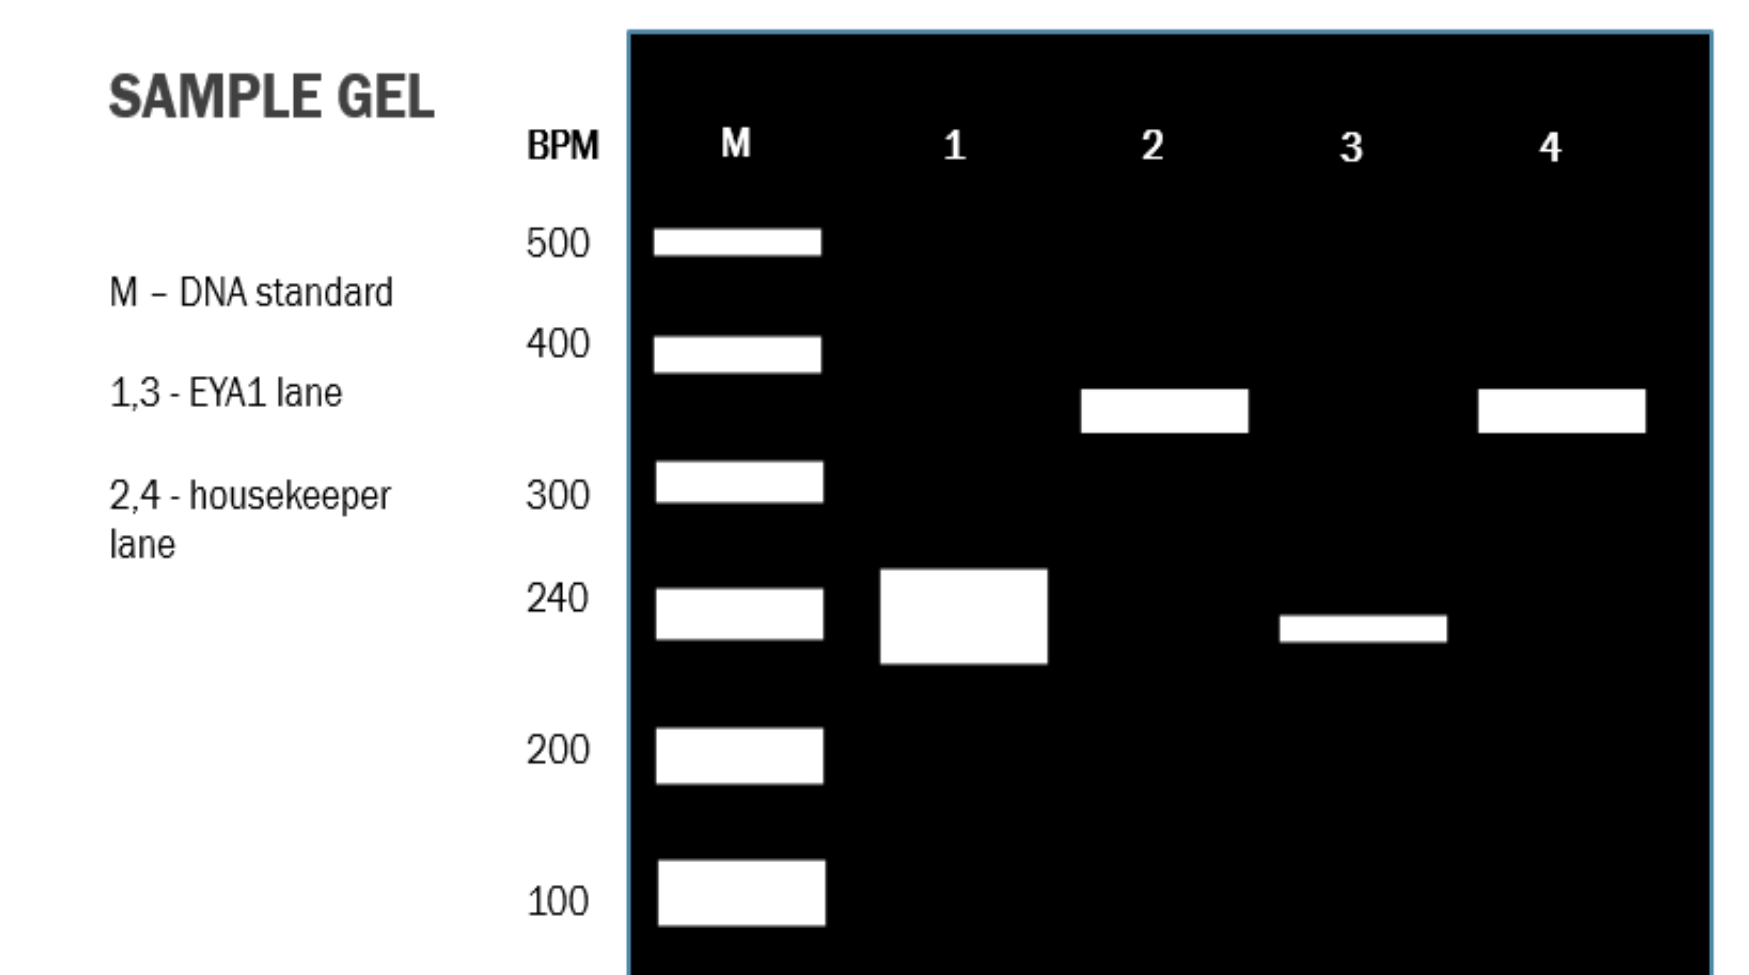 SAMPLE GEL
BPM M 1 2 3 4
500
M – DNA standard
400
1,3 - EYA1 lane
300
2,4 - housekeeper
lane
240
200
100